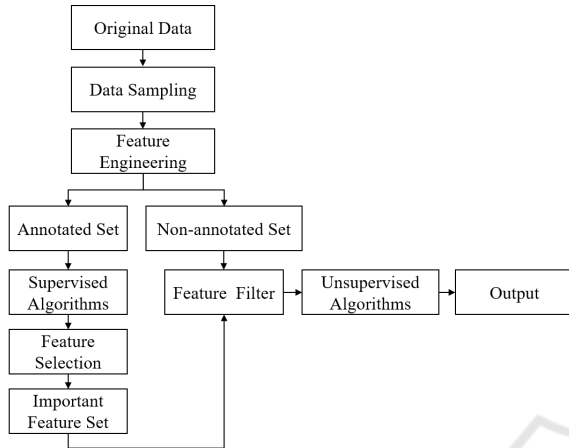 Original Data
Data Sampling
Feature
Engineering
Annotated Set
Non-annotated Set
Supervised
Algorithms
Feature Filter
Unsupervised
Algorithms
Output
Feature
Selection
Important
Feature Set